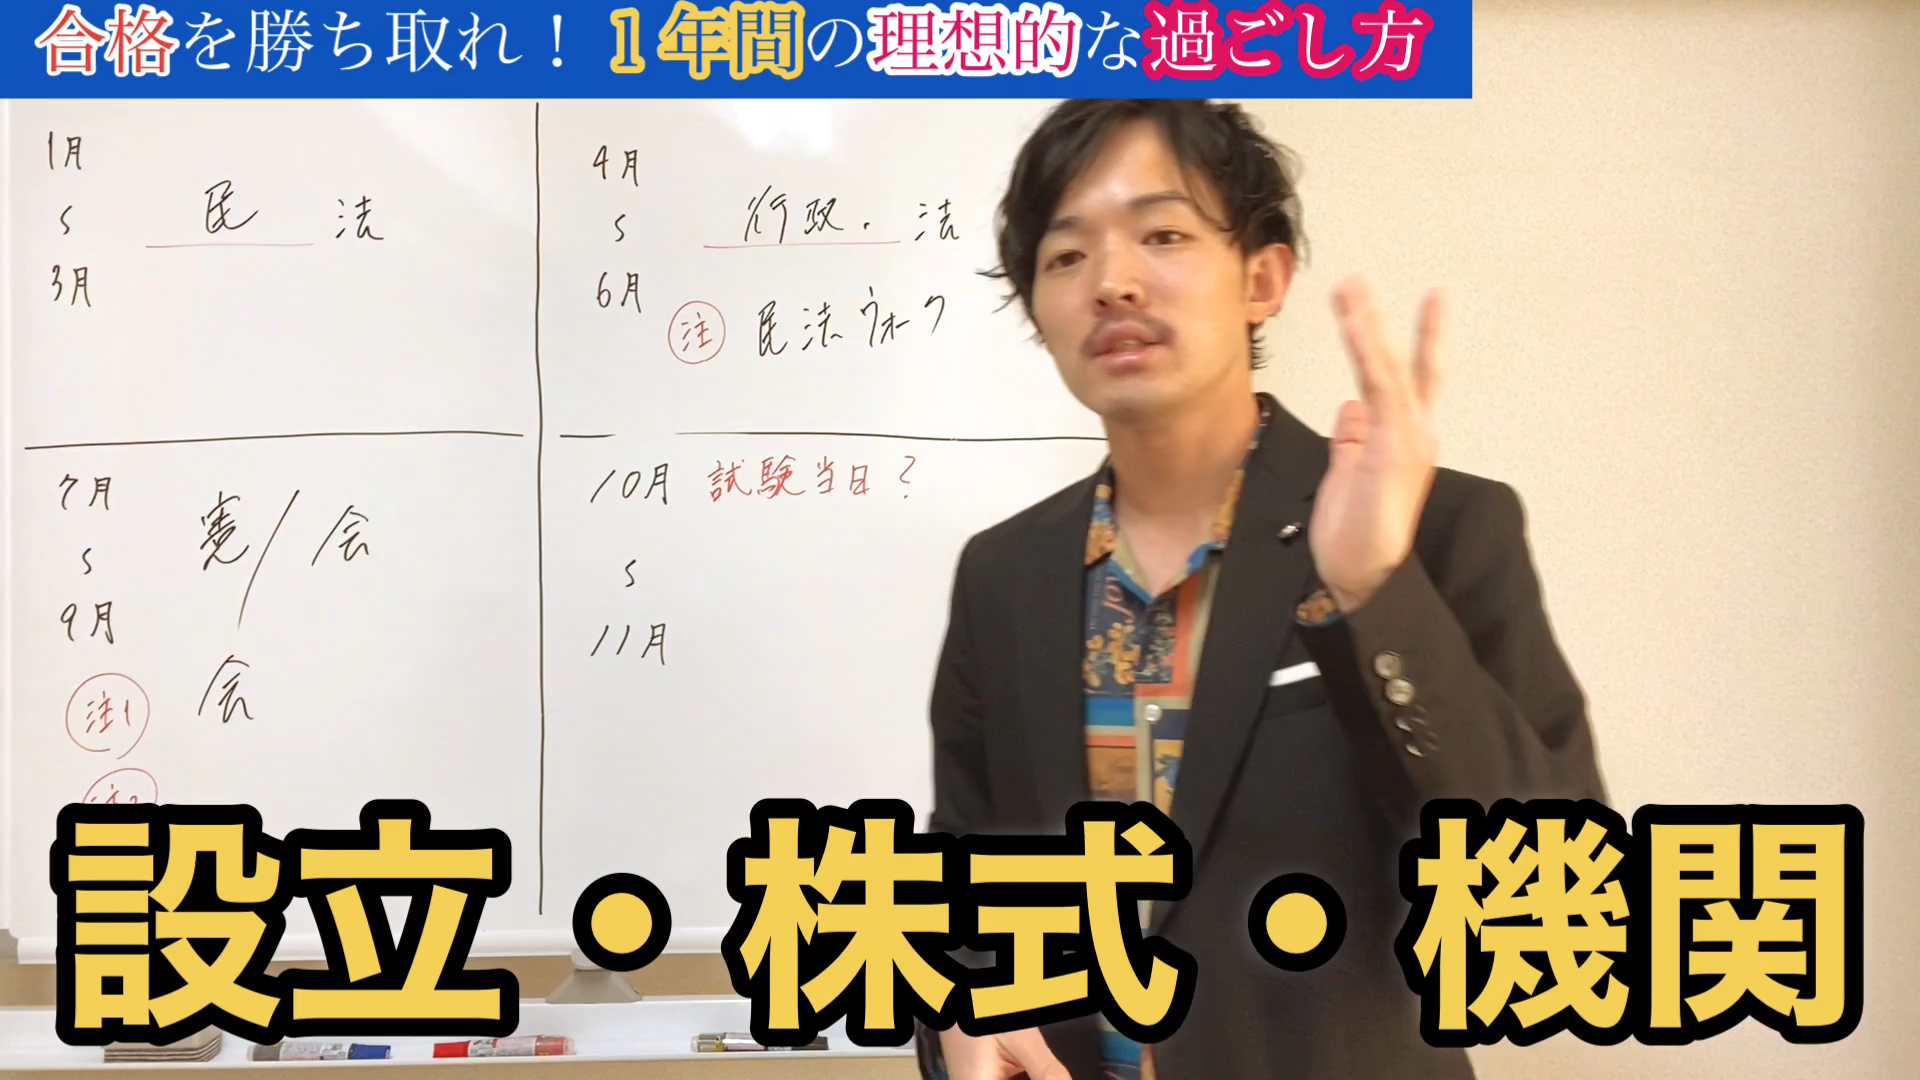 合格を勝ち取れ！１年間の理想的な過ごし方
1月
S
3月
民法
4月
S
6月
行政.法
注 民法ウォーク
7月
S
9月
憲/会
注1 会
10月 試験当日?
S
11月
設立・株式・機関